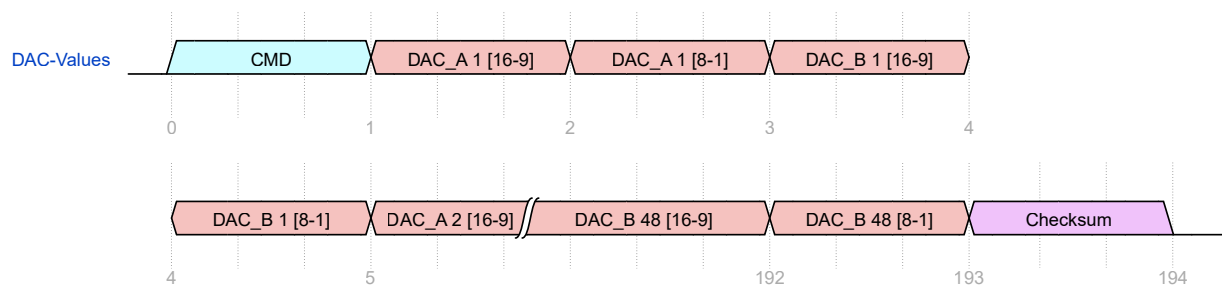 DAC-Values CMD DAC_A 1 [16-9] DAC_A 1 [8-1] DAC_B 1 [16-9]
0 1 2 3 4
DAC_B 1 [8-1] DAC_A 2 [16-9] DAC_B 48 [16-9] DAC_B 48 [8-1] Checksum
4 5 192 193 194